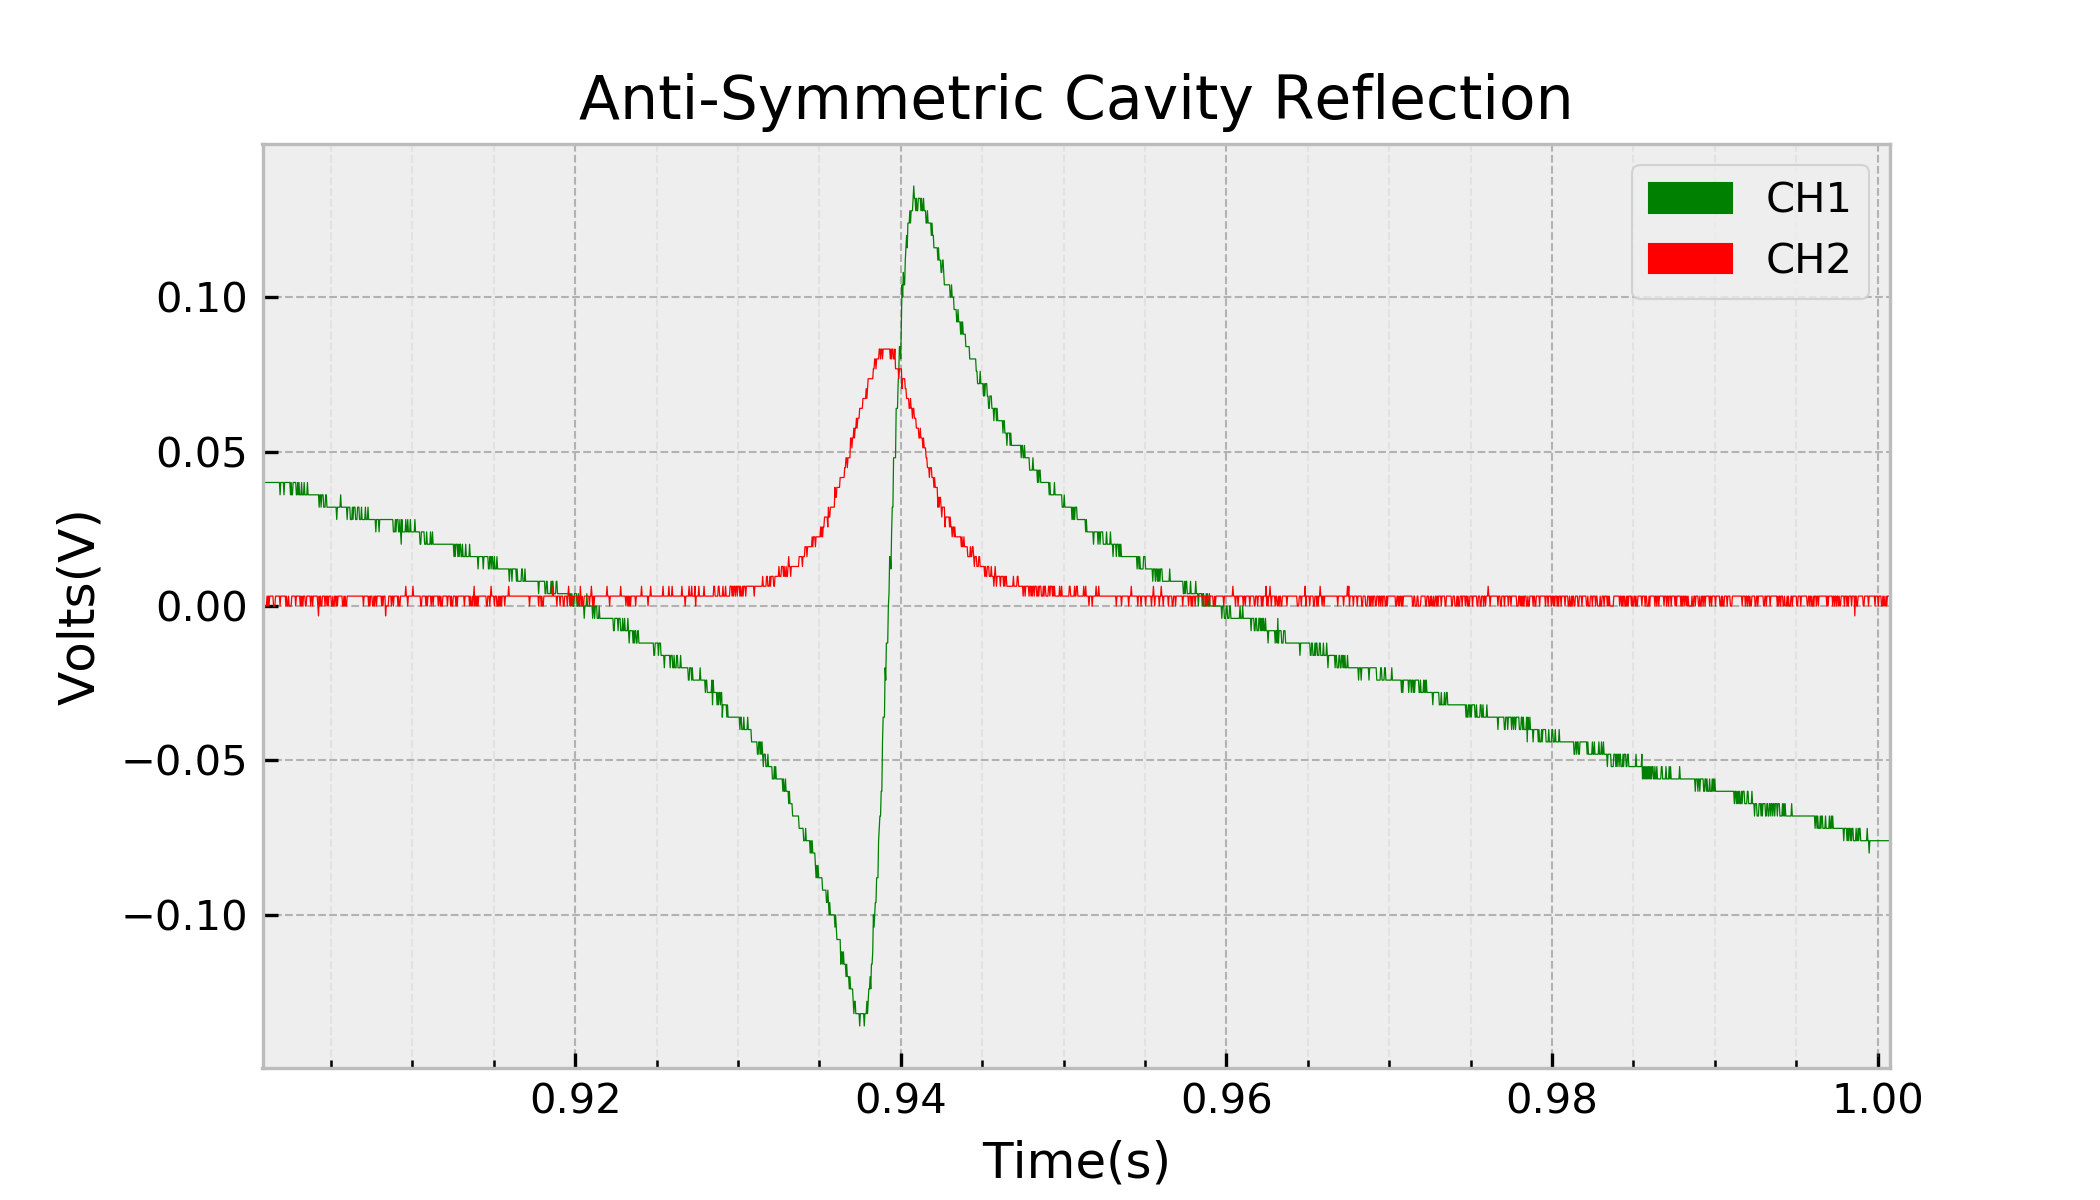 Anti-Symmetric Cavity Reflection
CH1
CH2
0.10
0.05
0.00
−0.05
−0.10
Volts(V)
0.92 0.94 0.96 0.98 1.00
Time(s)